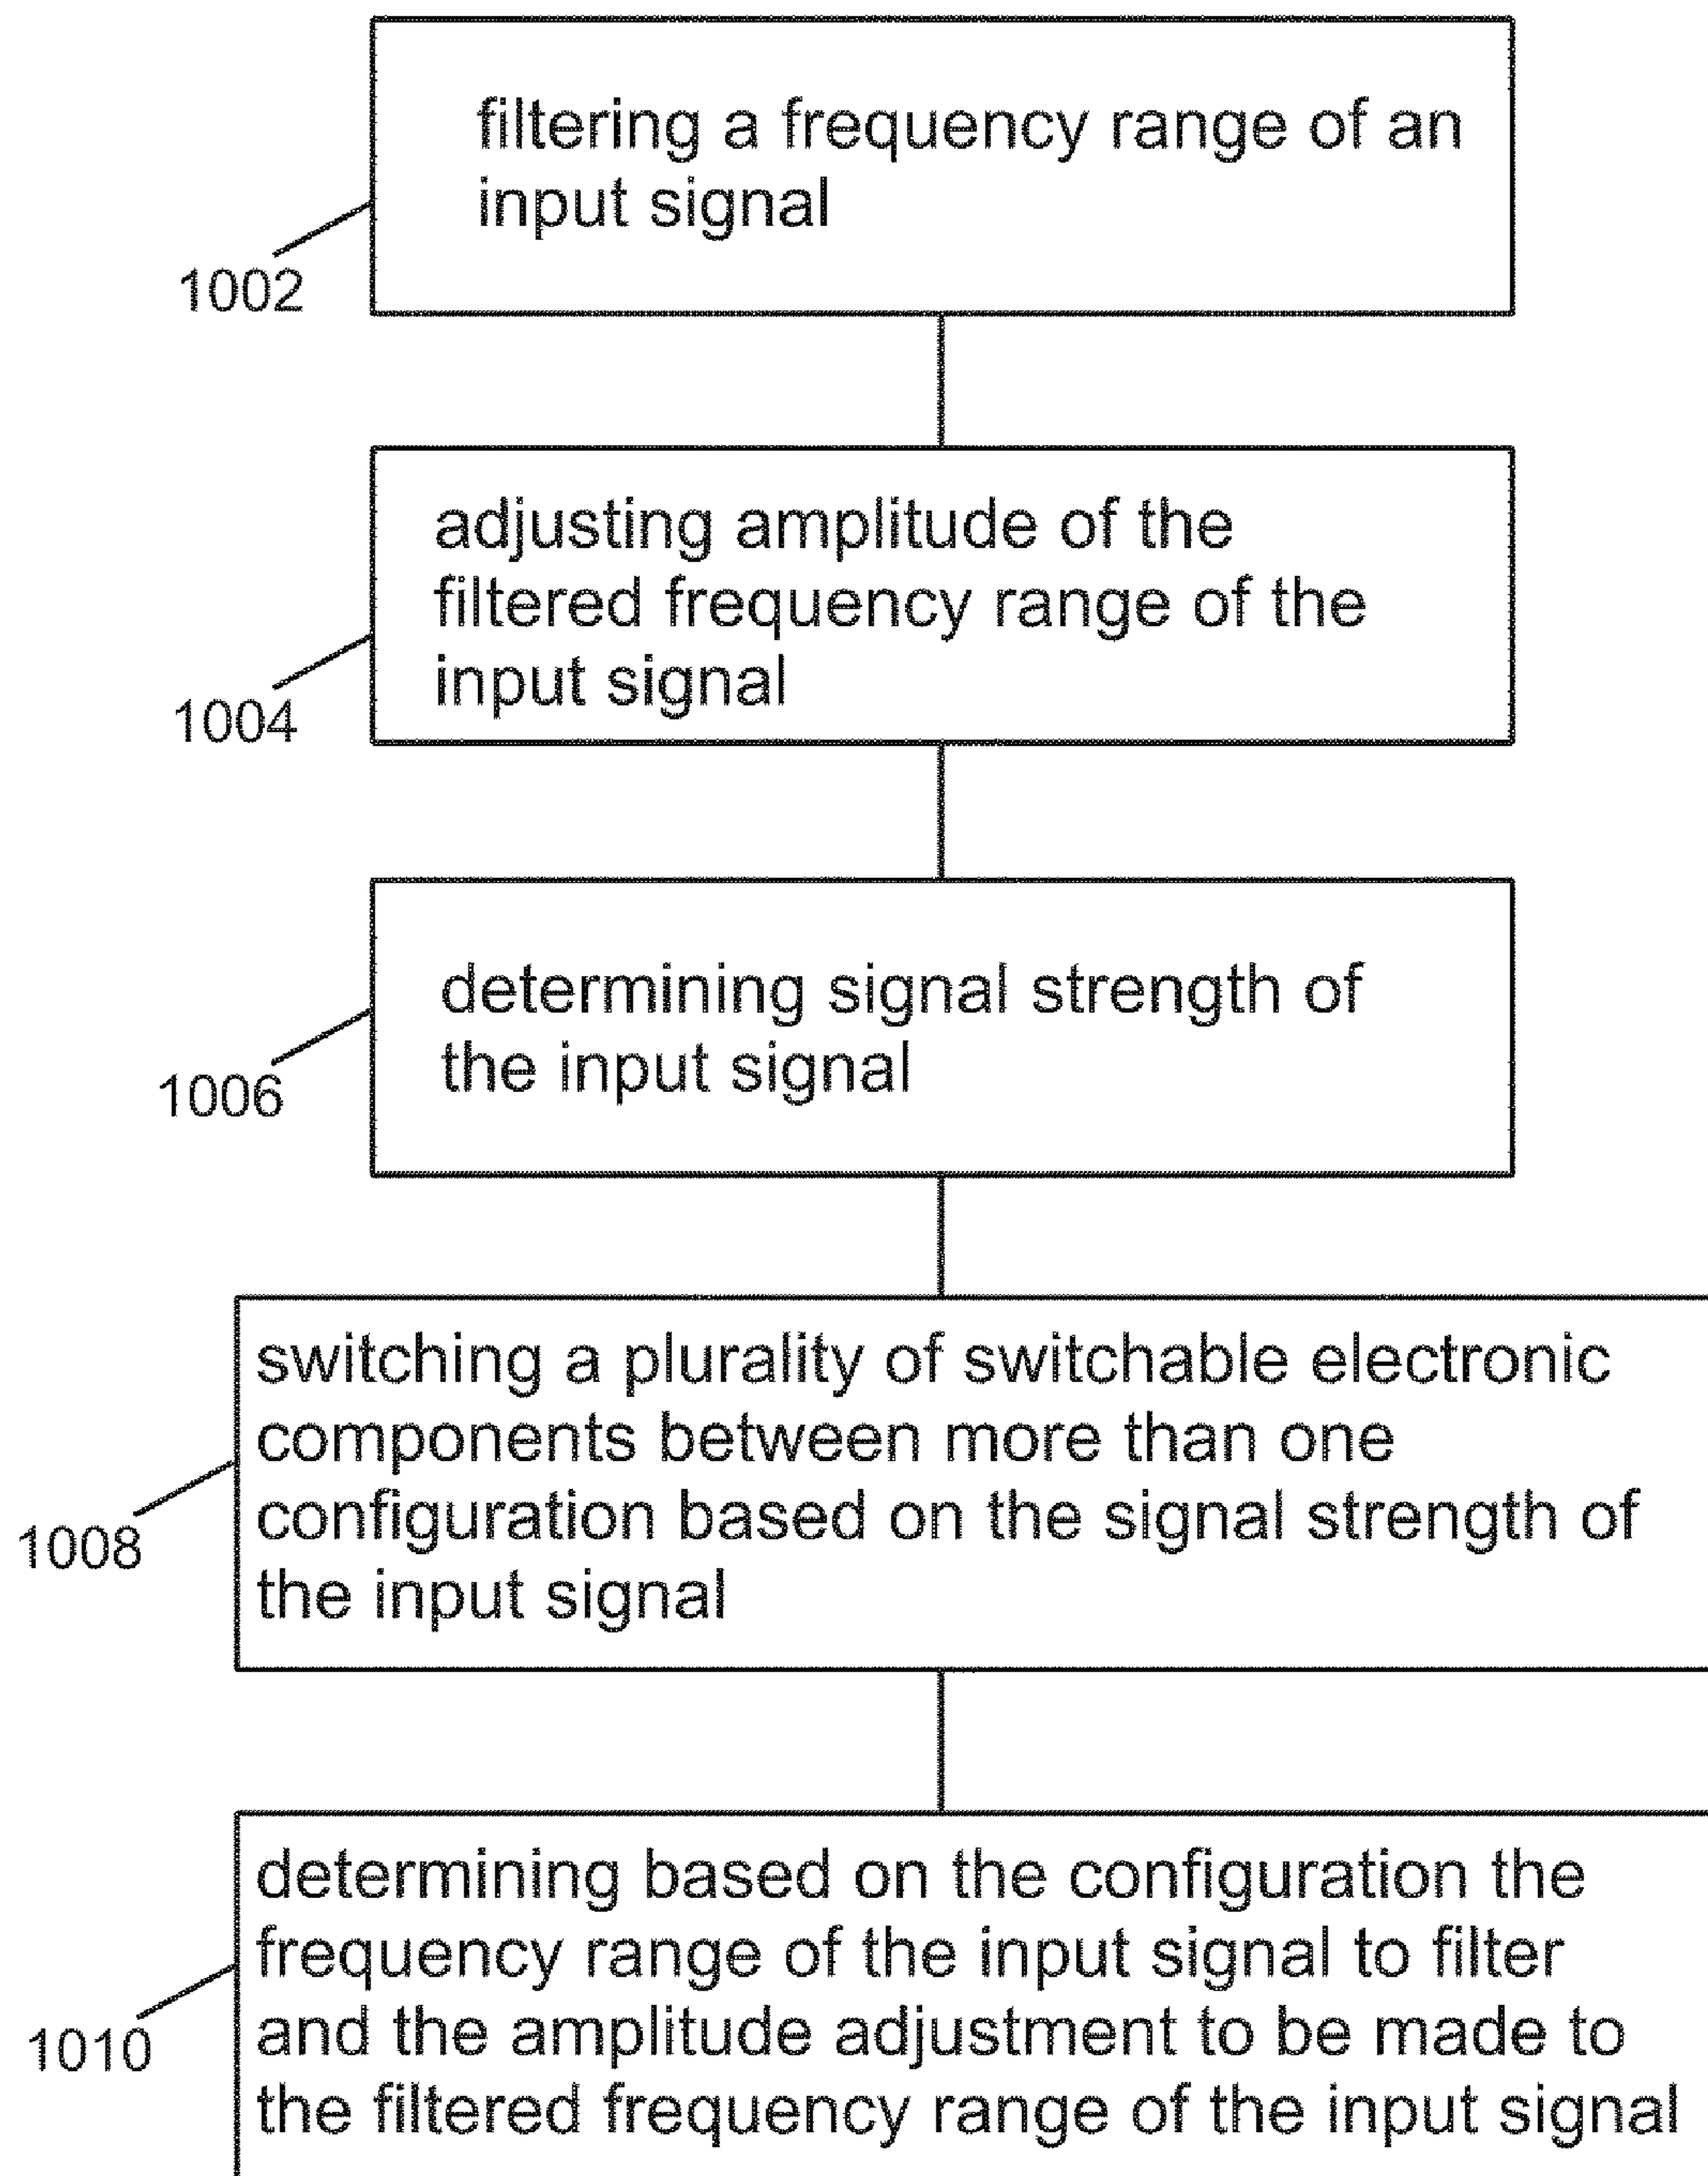 filtering a frequency range of an
input signal
1002
adjusting amplitude of the
filtered frequency range of the
input signal
1004
determining signal strength of
the input signal
1006
switching a plurality of switchable electronic
components between more than one
configuration based on the signal strength of
the input signal
1008
determining based on the configuration the
frequency range of the input signal to filter
and the amplitude adjustment to be made to
the filtered frequency range of the input signal
1010